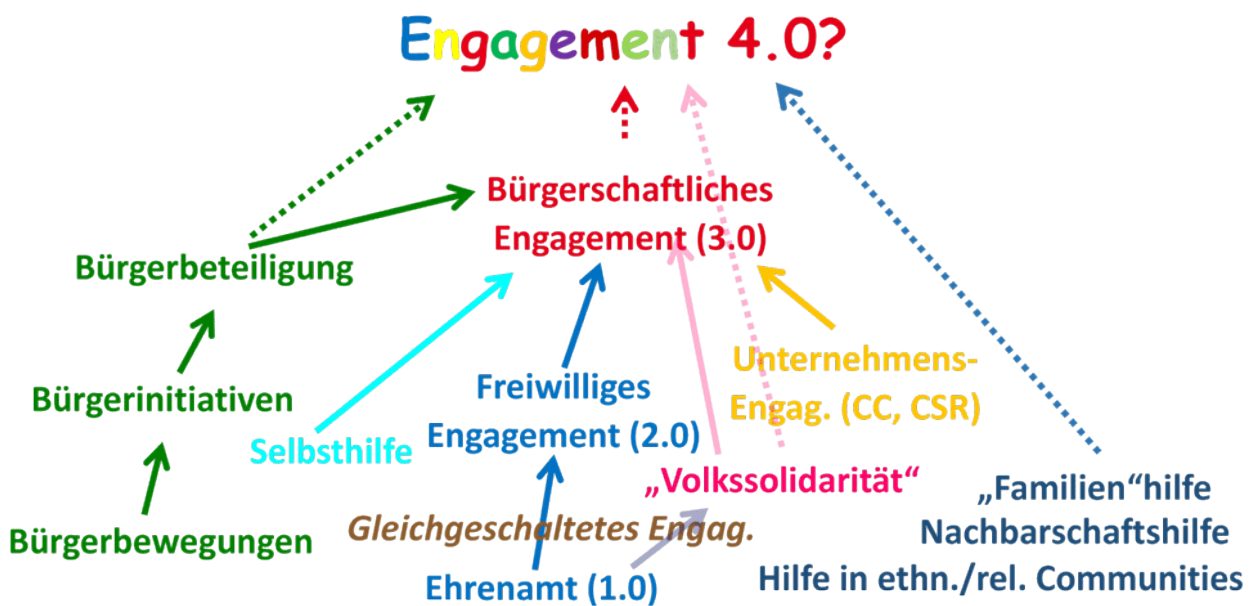 Engagement 4.0?
Bürgerschaftliches
Engagement (3.0)
Bürgerbeteiligung
Unternehmens-
Engag. (CC, CSR)
Freiwilliges
Engagement (2.0)
Bürgerinitiativen
Selbsthilfe
„Volkssolidarität“
„Familien“hilfe
Nachbarschaftshilfe
Hilfe in ethn./rel. Communities
Gleichgeschaltetes Engag.
Bürgerbewegungen
Ehrenamt (1.0)